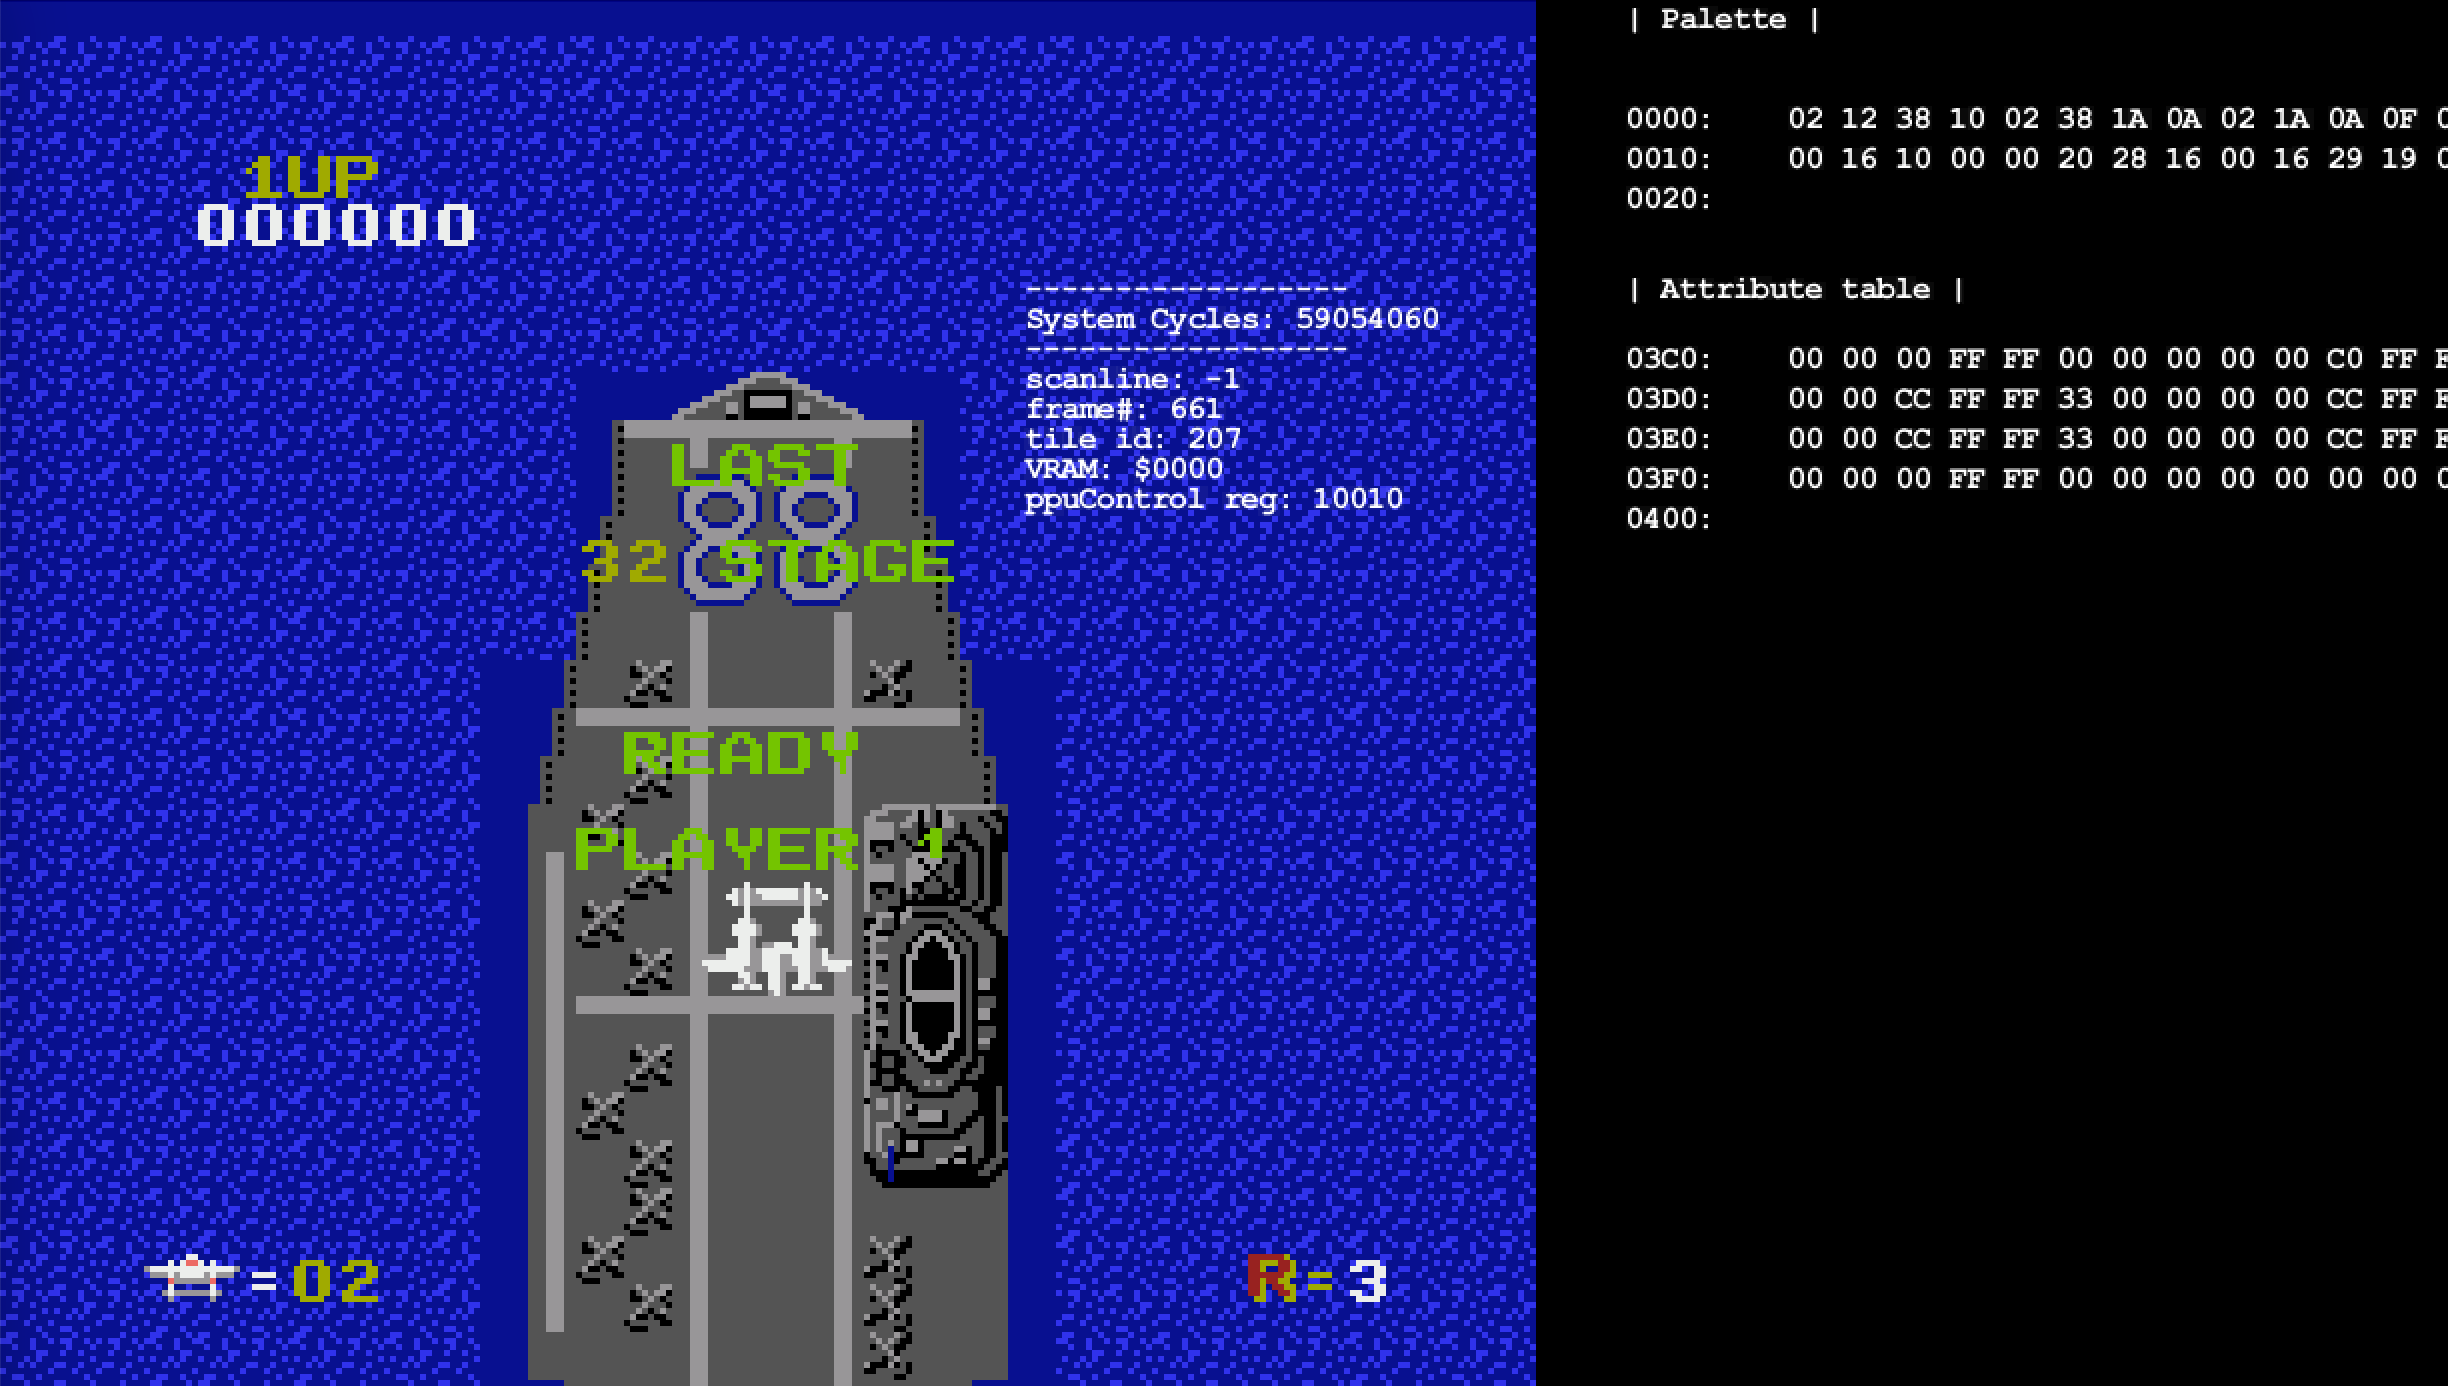 1UP
000000
------------------
System Cycles: 59054060
------------------
scanline: -1
frame#: 661
tile id: 207
VRAM: $0000
ppuControl reg: 10010
LAST
88
32 STAGE
READY
PLAYER 1
=02
R=3
| Palette |
0000: 02 12 38 10 02 38 1A 0A 02 1A 0A 0F
0010: 00 16 10 00 00 20 28 16 00 16 29 19
0020:
| Attribute table |
03C0: 00 00 00 FF FF 00 00 00 00 00 C0 FF
03D0: 00 00 CC FF FF 33 00 00 00 00 CC FF
03E0: 00 00 CC FF FF 33 00 00 00 00 CC FF
03F0: 00 00 00 FF FF 00 00 00 00 00 00 00
0400: